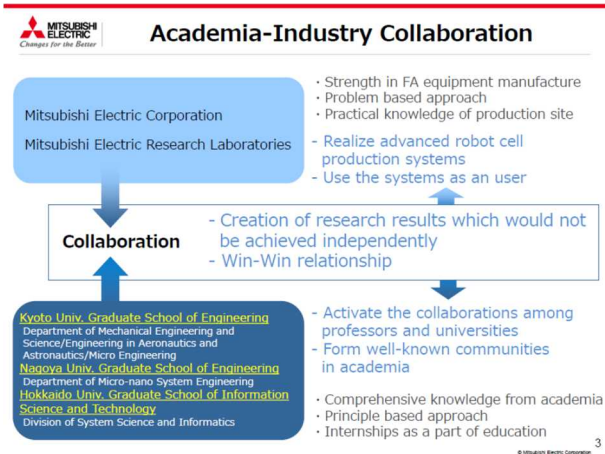 MITSUBISHI
ELECTRIC
Changes for the Better
Academia-Industry Collaboration
Mitsubishi Electric Corporation
Mitsubishi Electric Research Laboratories
· Strength in FA equipment manufacture
· Problem based approach
· Practical knowledge of production site
- Realize advanced robot cell
production systems
- Use the systems as an user
Collaboration
- Creation of research results which would not
be achieved independently
- Win-Win relationship
Kyoto Univ. Graduate School of Engineering
Department of Mechanical Engineering and
Science/Engineering in Aeronautics and
Astronautics/Micro Engineering
Nagoya Univ. Graduate School of Engineering
Department of Micro-nano System Engineering
Hokkaido Univ. Graduate School of Information
Science and Technology
Division of System Science and Informatics
- Activate the collaborations among
professors and universities
- Form well-known communities
in academia
· Comprehensive knowledge from academia
· Principle based approach
· Internships as a part of education
3
© Mitsubishi Electric Corporation